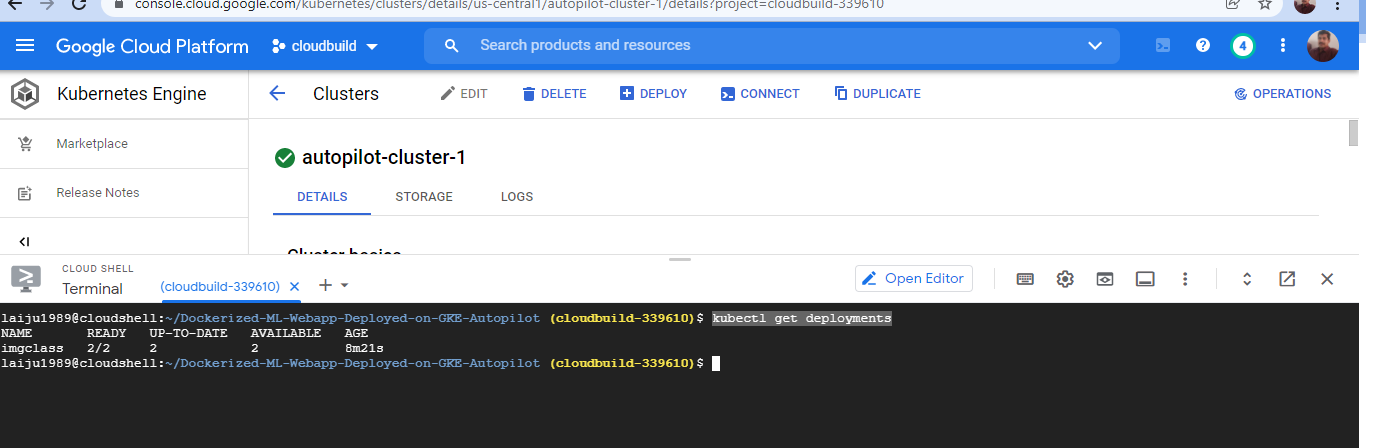 console.cloud.google.com/kubernetes/clusters/details/us-central1/autopilot-cluster-1/details?project=cloudbuild-339610
Google Cloud Platform cloudbuild Search products and resources 4
Kubernetes Engine Clusters EDIT DELETE DEPLOY CONNECT DUPLICATE OPERATIONS
Marketplace
autopilot-cluster-1
Release Notes
DETAILS STORAGE LOGS
Cluster basics
CLOUD SHELL
Terminal (cloudbuild-339610) Open Editor
laiju1989@cloudshell:~/Dockerized-ML-Webapp-Deployed-on-GKE-Autopilot (cloudbuild-339610)$ kubectl get deployments
NAME READY UP-TO-DATE AVAILABLE AGE
imgclass 2/2 2 2 8m21s
laiju1989@cloudshell:~/Dockerized-ML-Webapp-Deployed-on-GKE-Autopilot (cloudbuild-339610)$